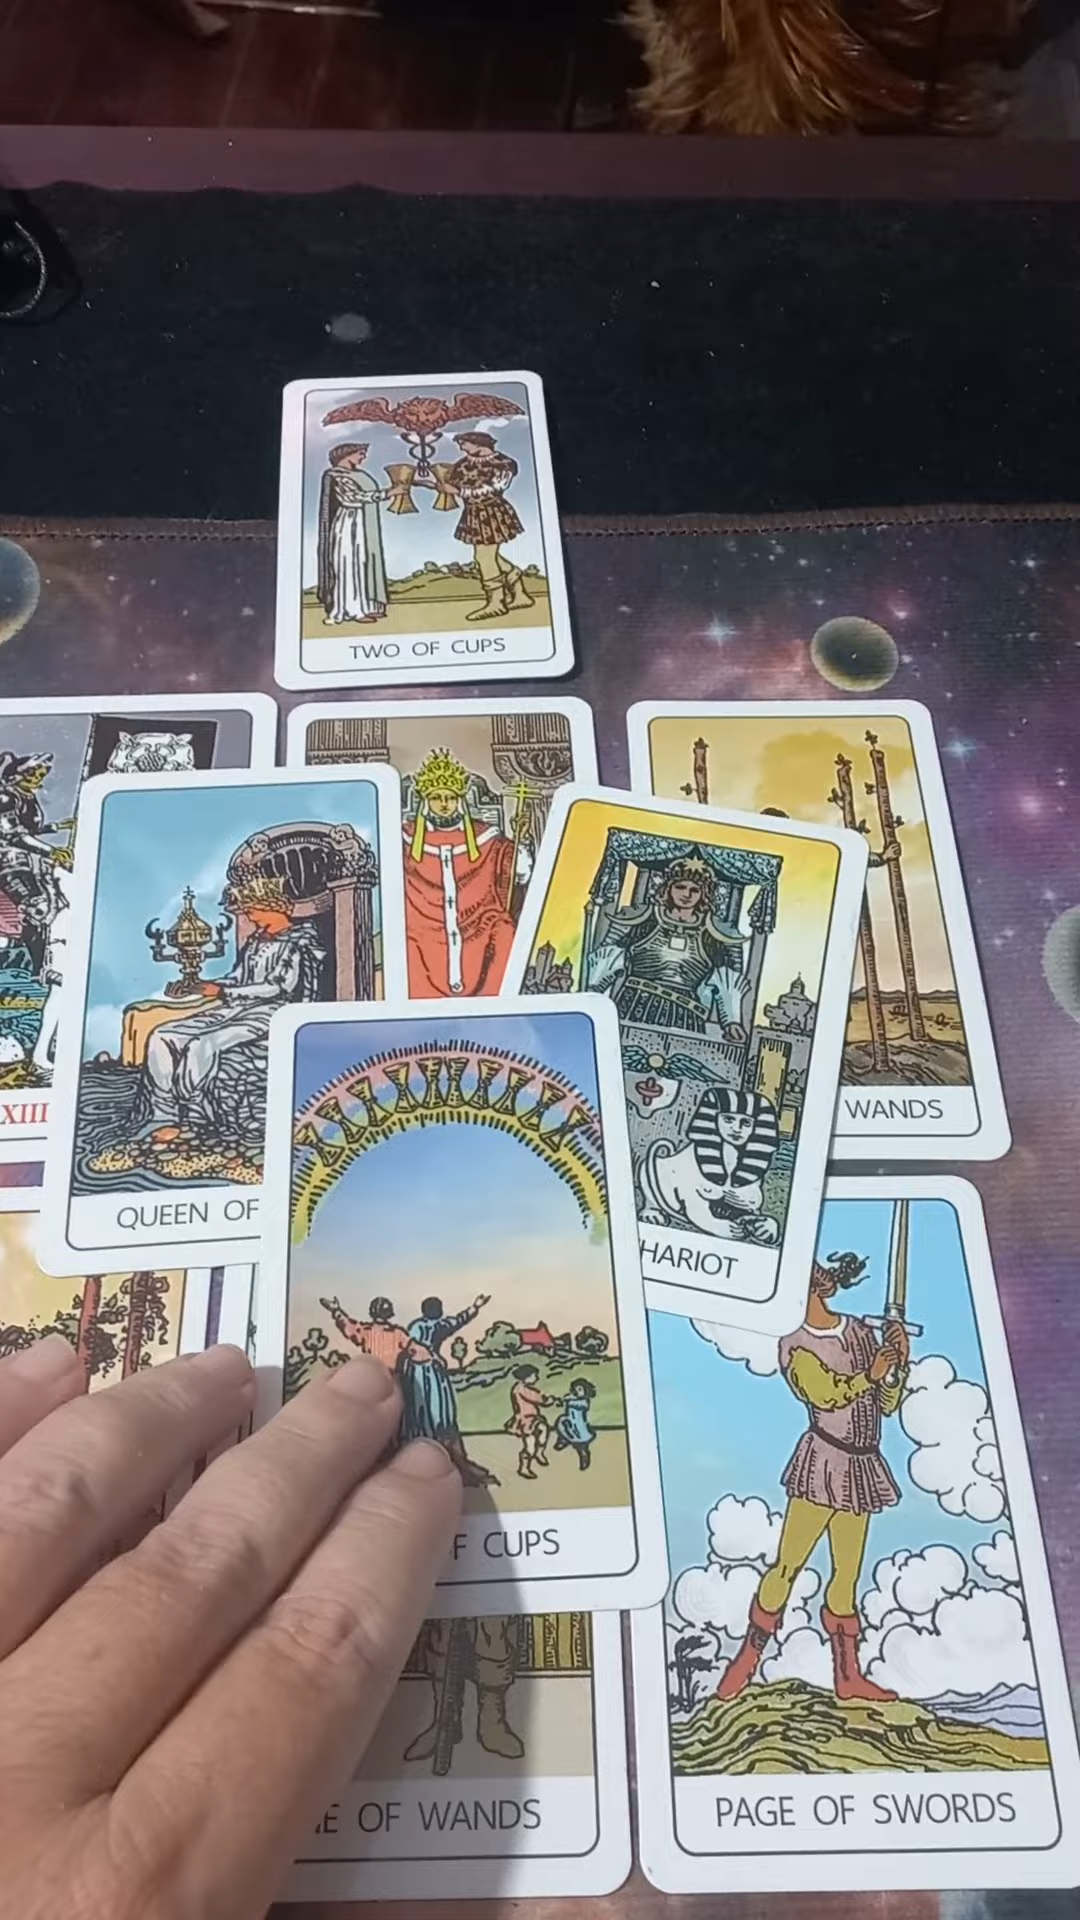 TWO OF CUPS
XIII
WANDS
QUEEN OF
HARIOT
F CUPS
E OF WANDS
PAGE OF SWORDS